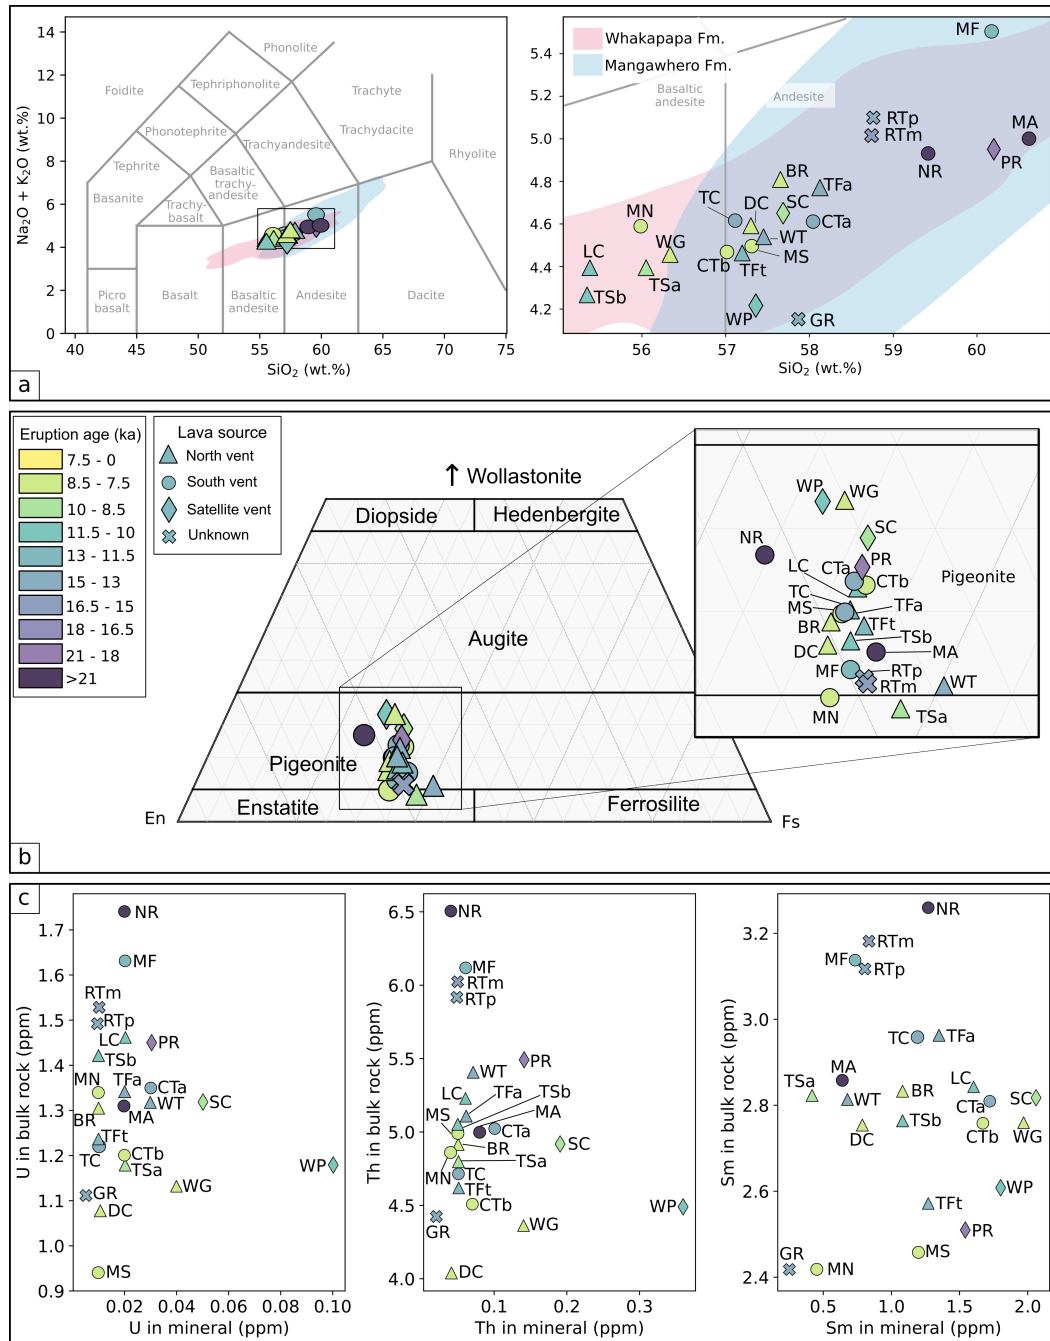 14
12
10
8
6
4
2
0
Na2O + K2O (wt.%)
Phonolite
Foidite
Tephriphonolite
Trachyte
Phonotephrite
Trachydacite
Trachyandesite
Tephrite
Rhyolite
Basaltic
trachy-
andesite
Basanite
Trachy-
basalt
Picro
basalt
Basalt
Basaltic
andesite
Andesite
Dacite
40
45
50
55
60
65
70
75
SiO2 (wt.%)
a
Whakapapa Fm.
Mangawhero Fm.
Basaltic
andesite
Andesite
MF
RTp
RTm
MA
NR
PR
BR
TFa
TC
DC
SC
CTa
MN
WG
WT
LC
CTb
TFt
MS
TSb
TSa
WP
GR
5.4
5.2
5.0
4.8
4.6
4.4
4.2
56
57
58
59
60
SiO2 (wt.%)
Eruption age (ka)
7.5 - 0
8.5 - 7.5
10 - 8.5
11.5 - 10
13 - 11.5
15 - 13
16.5 - 15
18 - 16.5
21 - 18
>21
Lava source
North vent
South vent
Satellite vent
Unknown
↑ Wollastonite
Diopside
Hedenbergite
Augite
Pigeonite
Enstatite
Ferrosilite
En
Fs
WP
WG
SC
NR
PR
LC
CTa
CTb
Pigeonite
TC
MS
TFa
BR
TFt
TSb
DC
MA
MF
RTp
RTm
WT
MN
TSa
b
c
1.7
1.6
1.5
1.4
1.3
1.2
1.1
1.0
0.9
U in bulk rock (ppm)
NR
MF
RTm
RTp
LC
PR
TSb
MN
TFa
CTa
WT
SC
BR
MA
TFt
TC
CTb
TSa
WP
WG
GR
DC
MS
0.02
0.04
0.06
0.08
0.10
U in mineral (ppm)
6.5
6.0
5.5
5.0
4.5
4.0
Th in bulk rock (ppm)
NR
MF
RTm
RTp
PR
WT
LC
TFa
TSb
MS
MA
CTa
SC
BR
MN
TSa
TC
TFt
CTb
WP
GR
WG
DC
0.1
0.2
0.3
Th in mineral (ppm)
3.2
3.0
2.8
2.6
2.4
Sm in bulk rock (ppm)
NR
RTm
MF
RTp
TC
TFa
MA
TSa
WT
BR
LC
SC
CTa
DC
TSb
CTb
WG
WP
TFt
PR
MS
GR
MN
0.5
1.0
1.5
2.0
Sm in mineral (ppm)